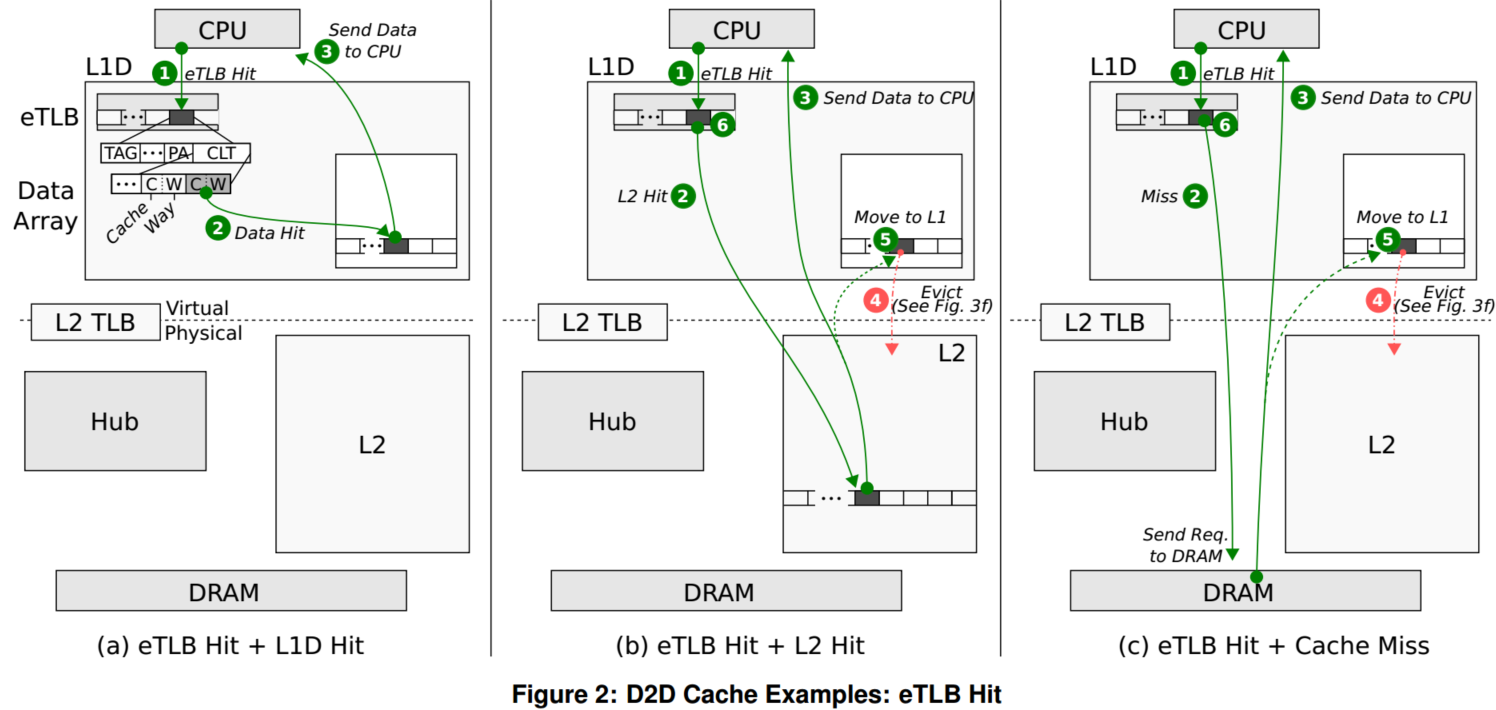 CPU
Send Data
to CPU
3
L1D
1
eTLB Hit
eTLB
...
TAG ... PA CLT
... C W C W
Data
Array
Cache
Way
2
Data Hit
...
L2 TLB
Virtual
Physical
Hub
L2
DRAM
(a) eTLB Hit + L1D Hit
CPU
L1D
1
eTLB Hit
3
Send Data to CPU
...
6
L2 Hit
2
Move to L1
5
...
4
Evict
(See Fig. 3f)
L2 TLB
L2
Hub
...
DRAM
(b) eTLB Hit + L2 Hit
CPU
L1D
1
eTLB Hit
3
Send Data to CPU
...
6
Miss
2
Move to L1
5
...
4
Evict
(See Fig. 3f)
L2 TLB
Hub
L2
Send Req.
to DRAM
DRAM
(c) eTLB Hit + Cache Miss
Figure 2: D2D Cache Examples: eTLB Hit